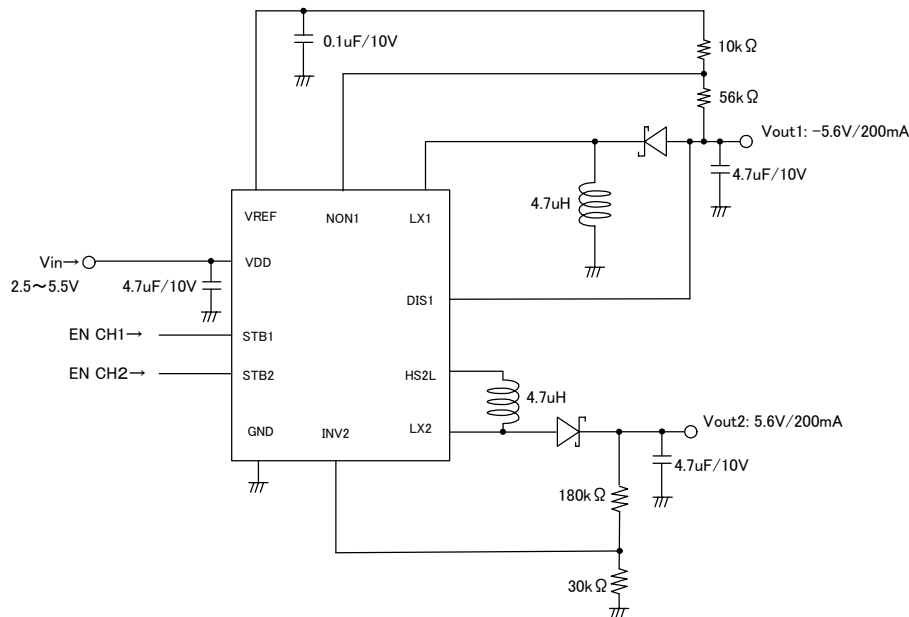 0.1uF/10V
10kΩ
56kΩ
Vout1: −5.6V/200mA
4.7uF/10V
4.7uH
VREF
NON1
LX1
Vin→
VDD
2.5～5.5V
4.7uF/10V
DIS1
EN CH1→
STB1
EN CH2→
STB2
HS2L
4.7uH
GND
INV2
LX2
Vout2: 5.6V/200mA
4.7uF/10V
180kΩ
30kΩ